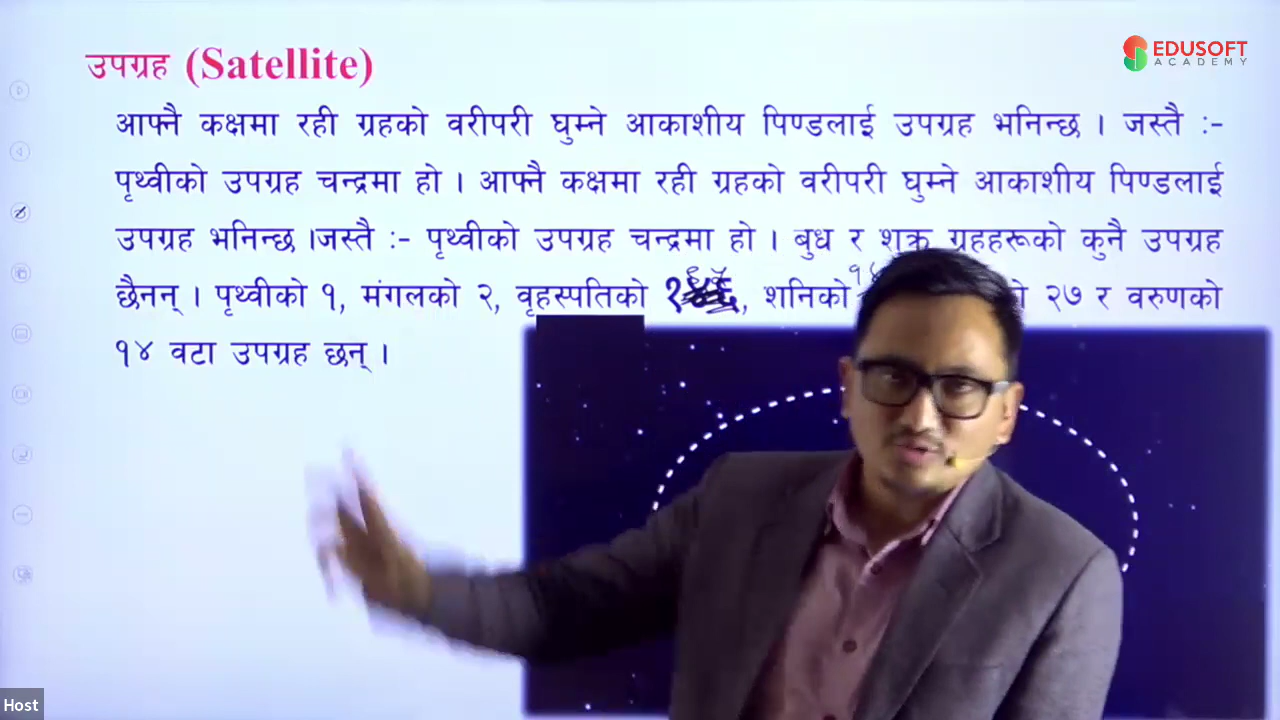 उपग्रह (Satellite)
EDUSOFT
ACADEMY
आफ्नै कक्षमा रही ग्रहको वरीपरी घुम्ने आकाशीय पिण्डलाई उपग्रह भनिन्छ । जस्तै :-
पृथ्वीको उपग्रह चन्द्रमा हो । आफ्नै कक्षमा रही ग्रहको वरीपरी घुम्ने आकाशीय पिण्डलाई
उपग्रह भनिन्छ ।जस्तै :- पृथ्वीको उपग्रह चन्द्रमा हो । बुध र शुक्र ग्रहहरूको कुनै उपग्रह
छैनन् । पृथ्वीको १, मंगलको २, वृहस्पतिको , शनिको २७ र वरुणको
१४ वटा उपग्रह छन् ।
Host